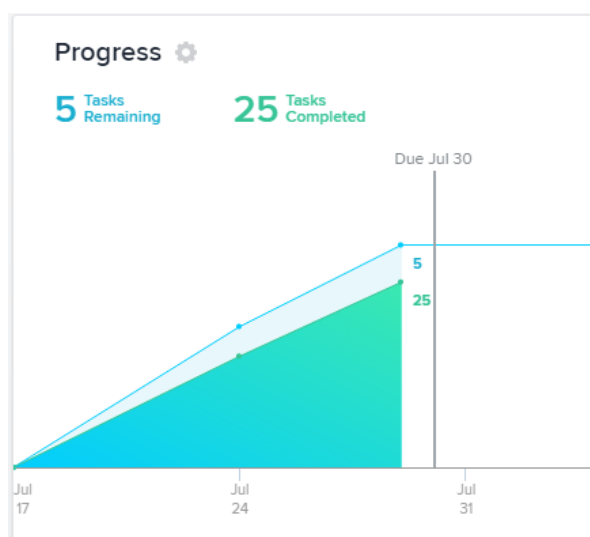 Progress
5 Tasks Remaining
25 Tasks Completed
Due Jul 30
5
25
Jul 17
Jul 24
Jul 31